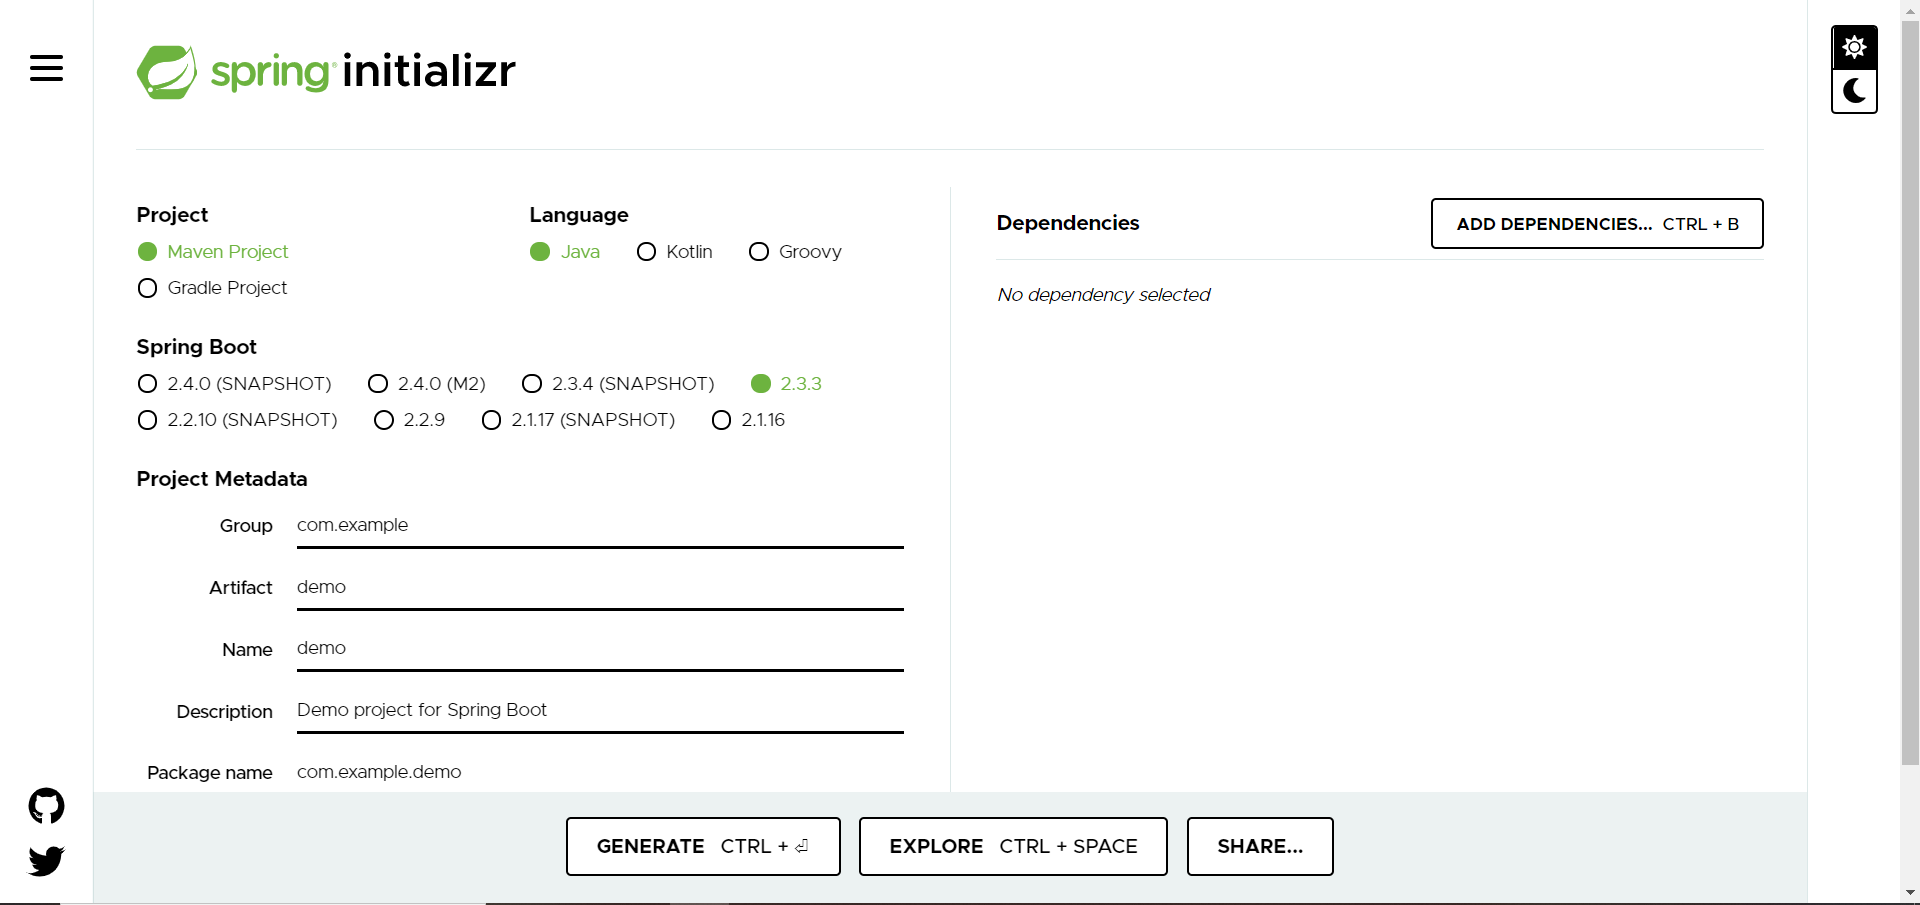 spring initializr
Project
Maven Project
Gradle Project
Language
Java Kotlin Groovy
Spring Boot
2.4.0 (SNAPSHOT) 2.4.0 (M2) 2.3.4 (SNAPSHOT) 2.3.3
2.2.10 (SNAPSHOT) 2.2.9 2.1.17 (SNAPSHOT) 2.1.16
Project Metadata
Group com.example
Artifact demo
Name demo
Description Demo project for Spring Boot
Package name com.example.demo
Dependencies
ADD DEPENDENCIES... CTRL + B
No dependency selected
GENERATE CTRL + ⏎
EXPLORE CTRL + SPACE
SHARE...